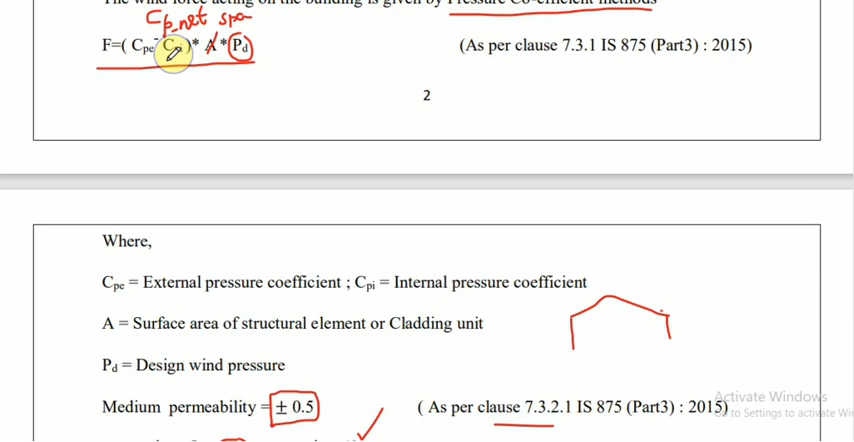 The wind force acting on the building is given by Pressure Co-efficient methods
Cp net spa
F=( Cpe- C )* A * Pd) (As per clause 7.3.1 IS 875 (Part3) : 2015)
2
Where,
Cpe = External pressure coefficient ; Cpi = Internal pressure coefficient
A = Surface area of structural element or Cladding unit
Pd = Design wind pressure
Medium permeability = ± 0.5 ( As per clause 7.3.2.1 IS 875 (Part3) : 2015)
Activate Windows
to Settings to activate Wi